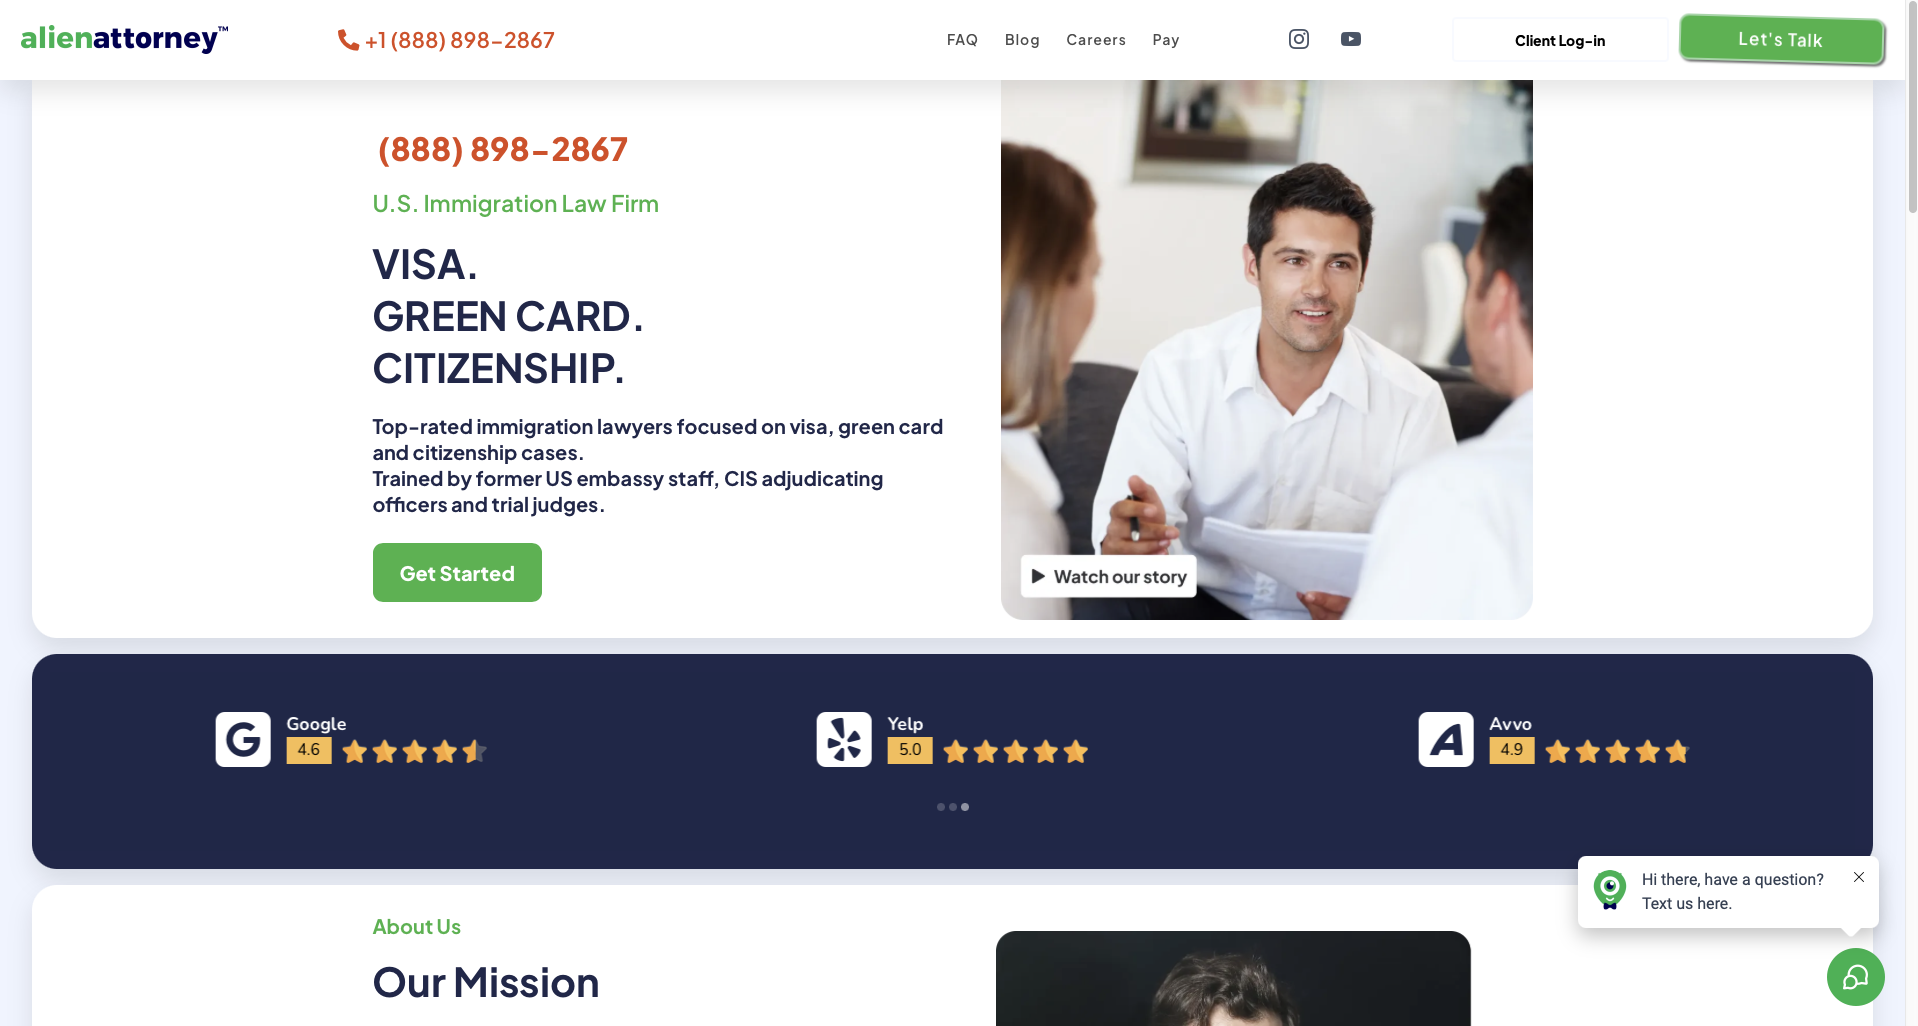 alienattorney™
+1 (888) 898-2867
FAQ
Blog
Careers
Pay
Client Log-in
Let's Talk
(888) 898-2867
U.S. Immigration Law Firm
VISA.
GREEN CARD.
CITIZENSHIP.
Top-rated immigration lawyers focused on visa, green card
and citizenship cases.
Trained by former US embassy staff, CIS adjudicating
officers and trial judges.
Get Started
Watch our story
Google
4.6
Yelp
5.0
Avvo
4.9
Hi there, have a question?
Text us here.
About Us
Our Mission